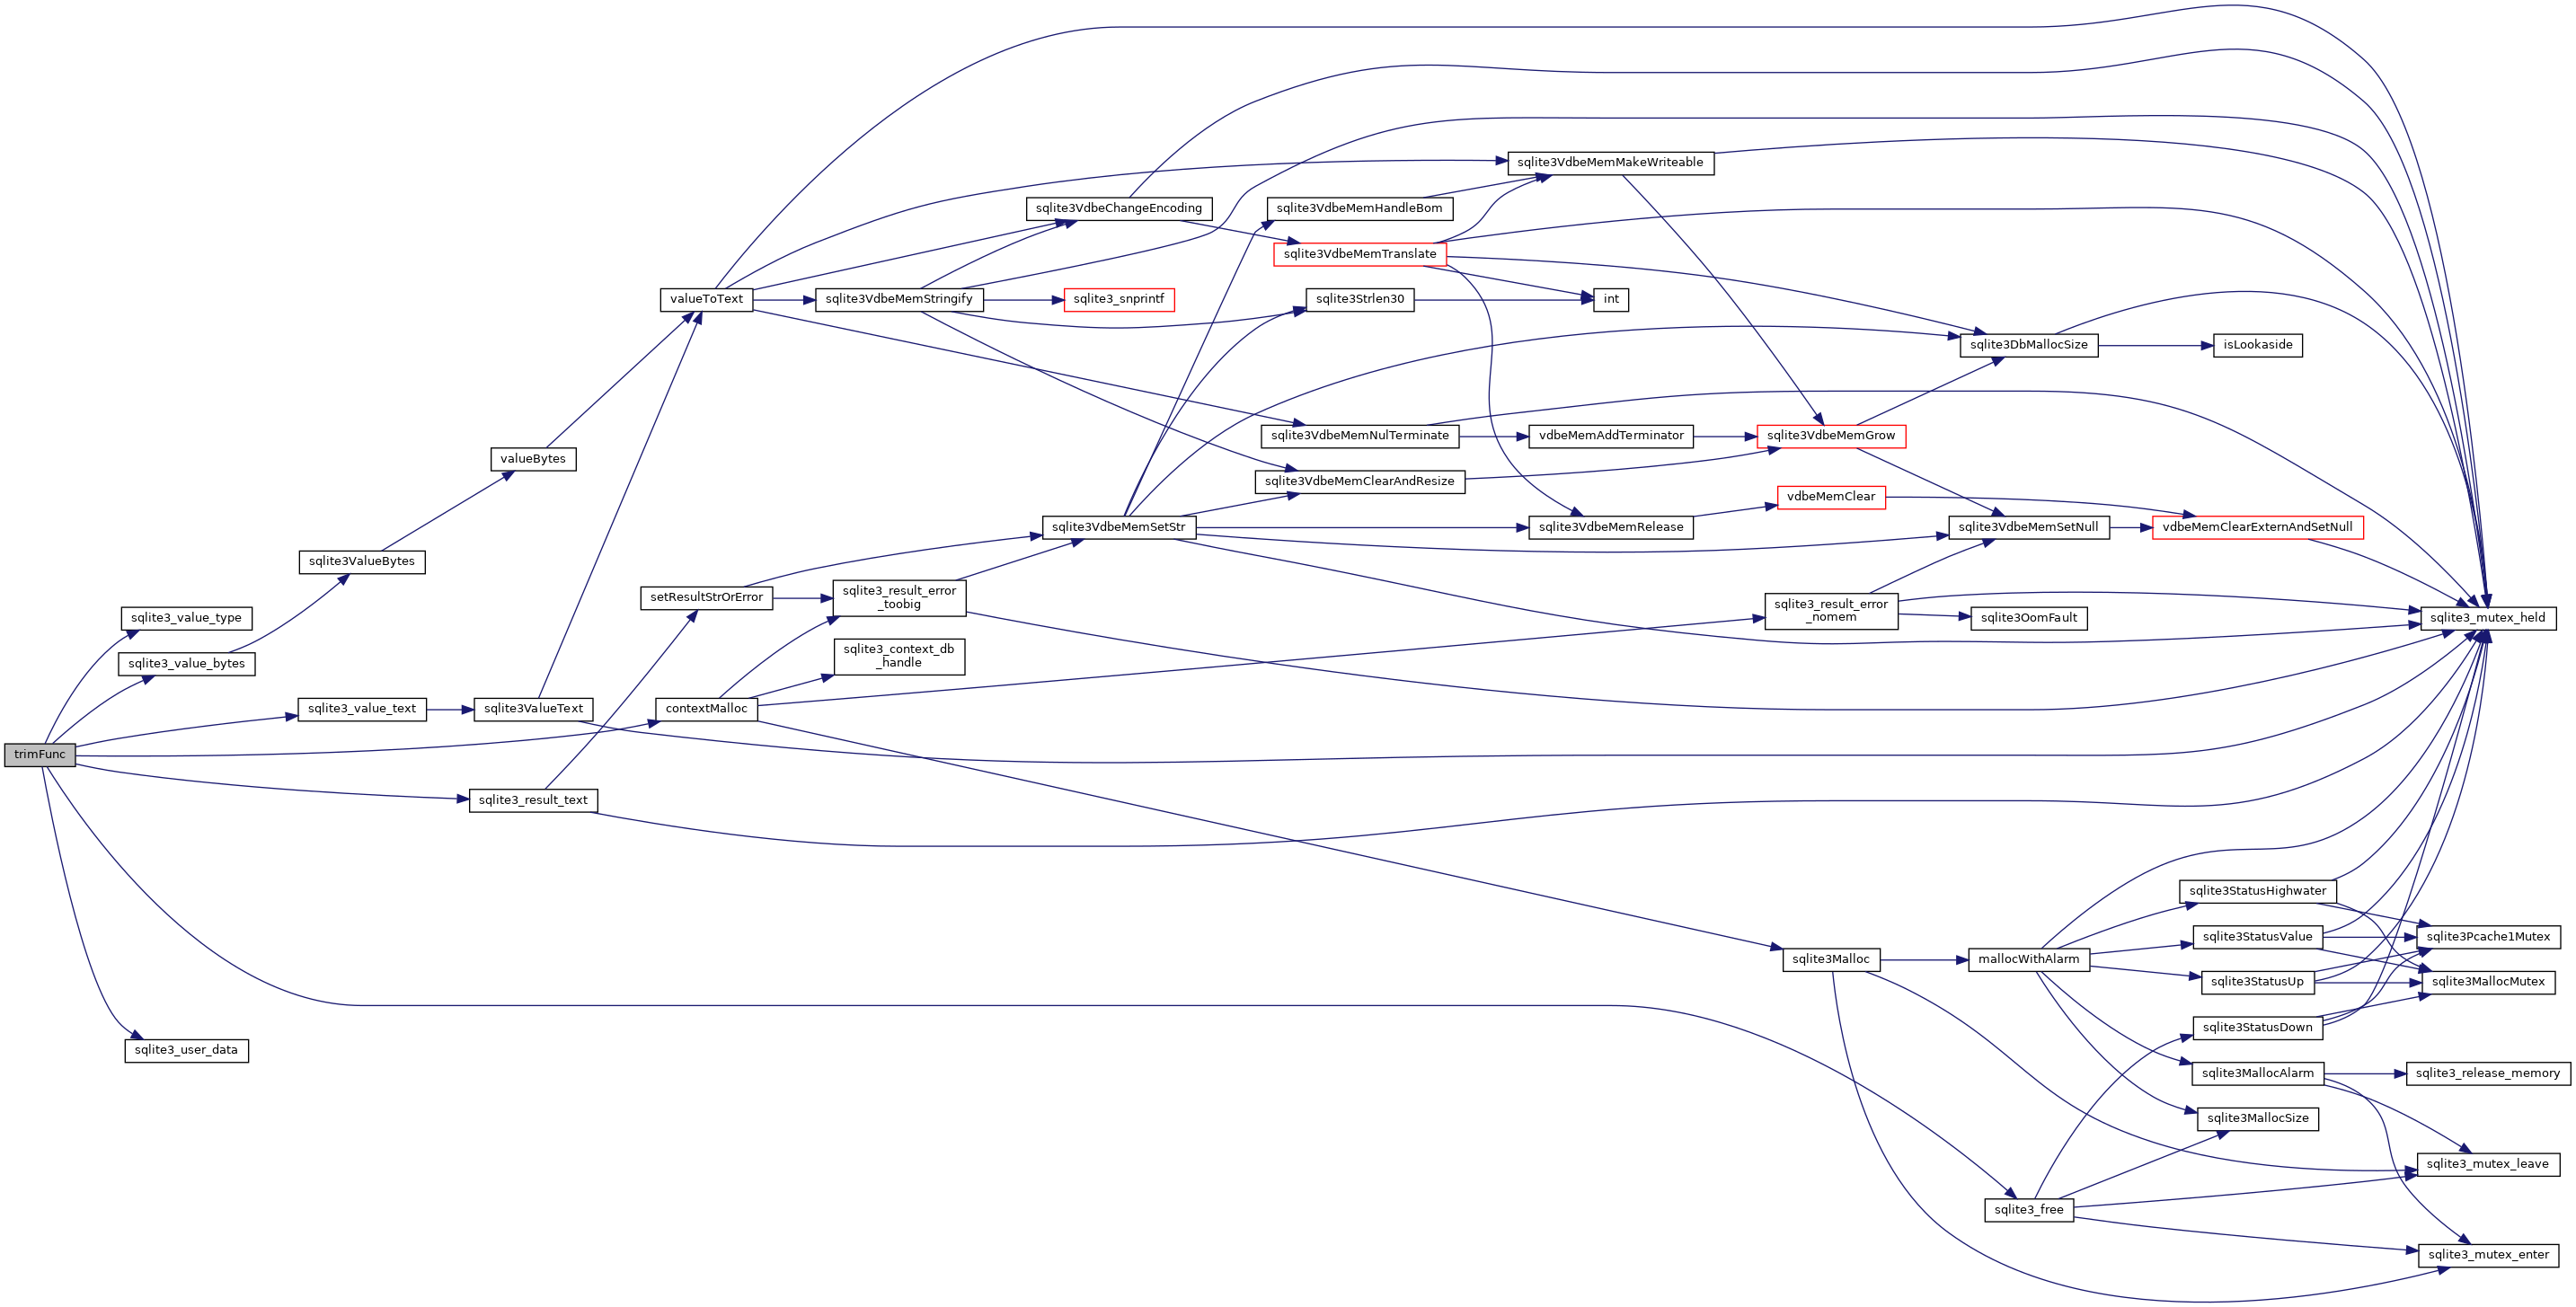 trimFunc
sqlite3_value_type
sqlite3_value_bytes
sqlite3_user_data
sqlite3ValueBytes
sqlite3_value_text
valueBytes
sqlite3ValueText
sqlite3_result_text
valueToText
setResultStrOrError
contextMalloc
sqlite3VdbeMemStringify
sqlite3_result_error
_toobig
sqlite3_context_db
_handle
sqlite3VdbeChangeEncoding
sqlite3_snprintf
sqlite3VdbeMemSetStr
sqlite3VdbeMemHandleBom
sqlite3VdbeMemTranslate
sqlite3Strlen30
sqlite3VdbeMemNulTerminate
sqlite3VdbeMemClearAndResize
sqlite3VdbeMemMakeWriteable
int
vdbeMemAddTerminator
sqlite3VdbeMemRelease
sqlite3VdbeMemGrow
vdbeMemClear
sqlite3_result_error
_nomem
sqlite3Malloc
sqlite3DbMallocSize
sqlite3VdbeMemSetNull
sqlite3OomFault
mallocWithAlarm
sqlite3_free
isLookaside
vdbeMemClearExternAndSetNull
sqlite3StatusHighwater
sqlite3StatusValue
sqlite3StatusUp
sqlite3StatusDown
sqlite3MallocAlarm
sqlite3MallocSize
sqlite3_mutex_held
sqlite3Pcache1Mutex
sqlite3MallocMutex
sqlite3_release_memory
sqlite3_mutex_leave
sqlite3_mutex_enter